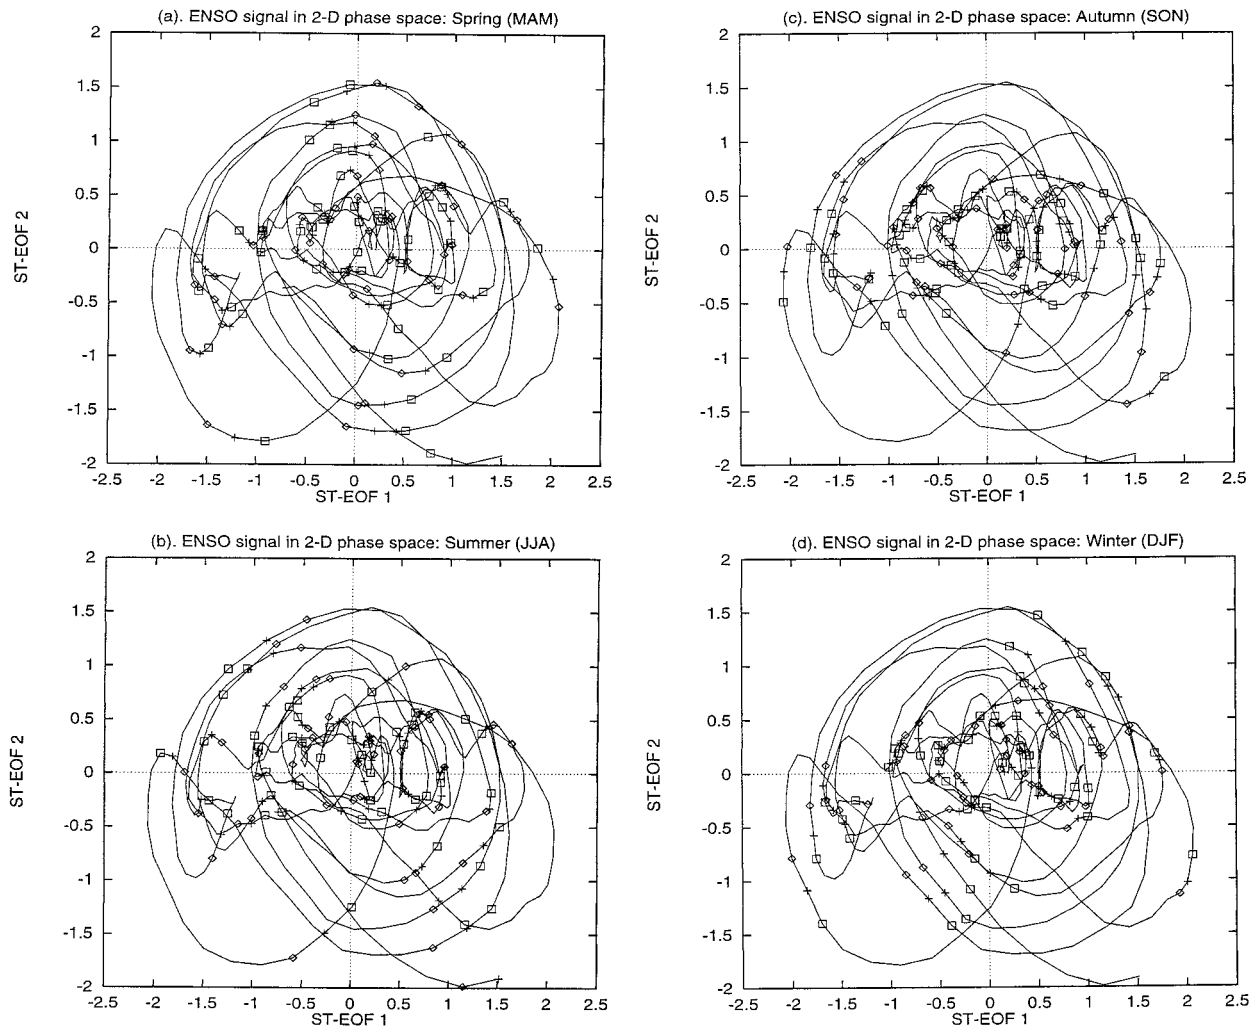 (a). ENSO signal in 2-D phase space: Spring (MAM)
2
1.5
1
0.5
0
-0.5
-1
-1.5
-2
ST-EOF 2
-2.5 -2 -1.5 -1 -0.5 0 0.5 1 1.5 2 2.5
ST-EOF 1
(c). ENSO signal in 2-D phase space: Autumn (SON)
2
1.5
1
0.5
0
-0.5
-1
-1.5
-2
ST-EOF 2
-2.5 -2 -1.5 -1 -0.5 0 0.5 1 1.5 2 2.5
ST-EOF 1
(b). ENSO signal in 2-D phase space: Summer (JJA)
2
1.5
1
0.5
0
-0.5
-1
-1.5
-2
ST-EOF 2
-2.5 -2 -1.5 -1 -0.5 0 0.5 1 1.5 2 2.5
ST-EOF 1
(d). ENSO signal in 2-D phase space: Winter (DJF)
2
1.5
1
0.5
0
-0.5
-1
-1.5
-2
ST-EOF 2
-2.5 -2 -1.5 -1 -0.5 0 0.5 1 1.5 2 2.5
ST-EOF 1